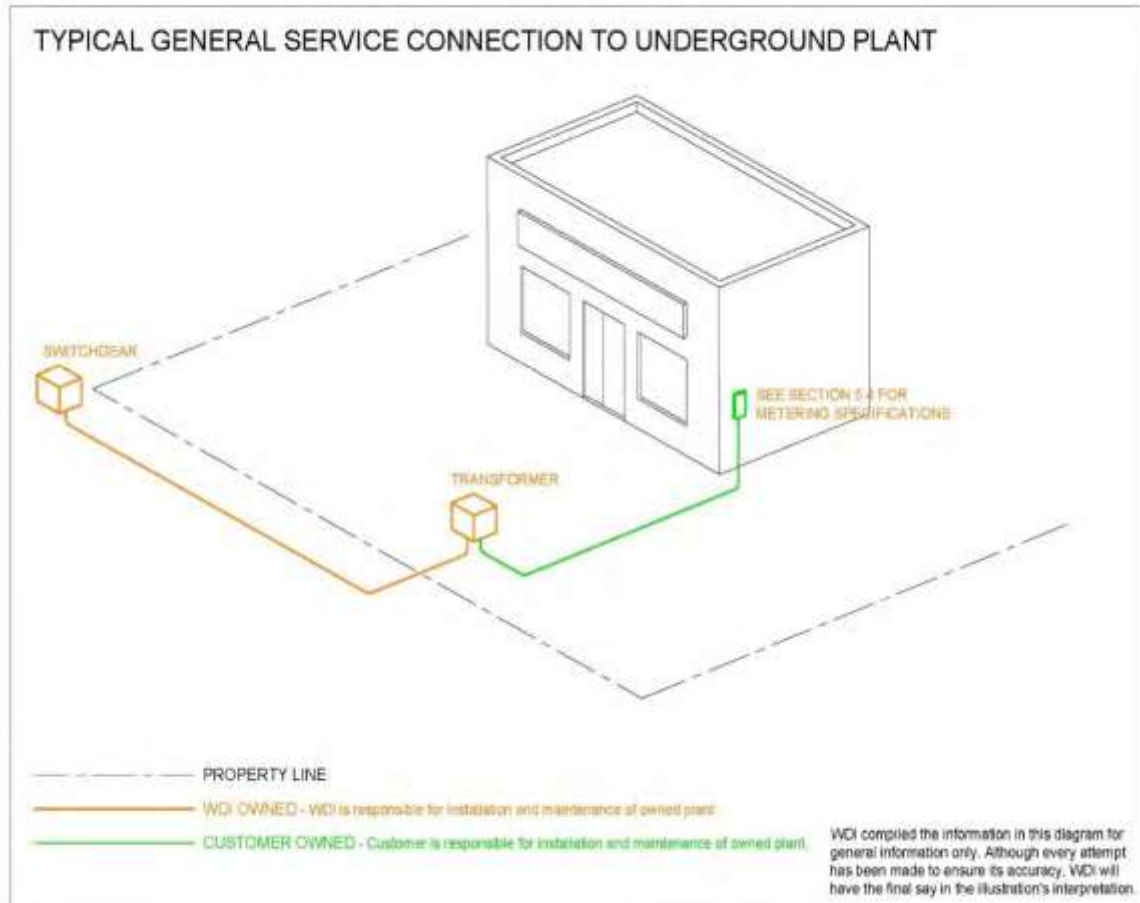 TYPICAL GENERAL SERVICE CONNECTION TO UNDERGROUND PLANT
SWITCHGEAR
SEE SECTION 5.4 FOR
METERING SPECIFICATIONS
TRANSFORMER
PROPERTY LINE
WDI OWNED - WDI is responsible for installation and maintenance of owned plant
CUSTOMER OWNED - Customer is responsible for installation and maintenance of owned plant.
WDI compiled the information in this diagram for
general information only. Although every attempt
has been made to ensure its accuracy, WDI will
have the final say in the illustration's interpretation.